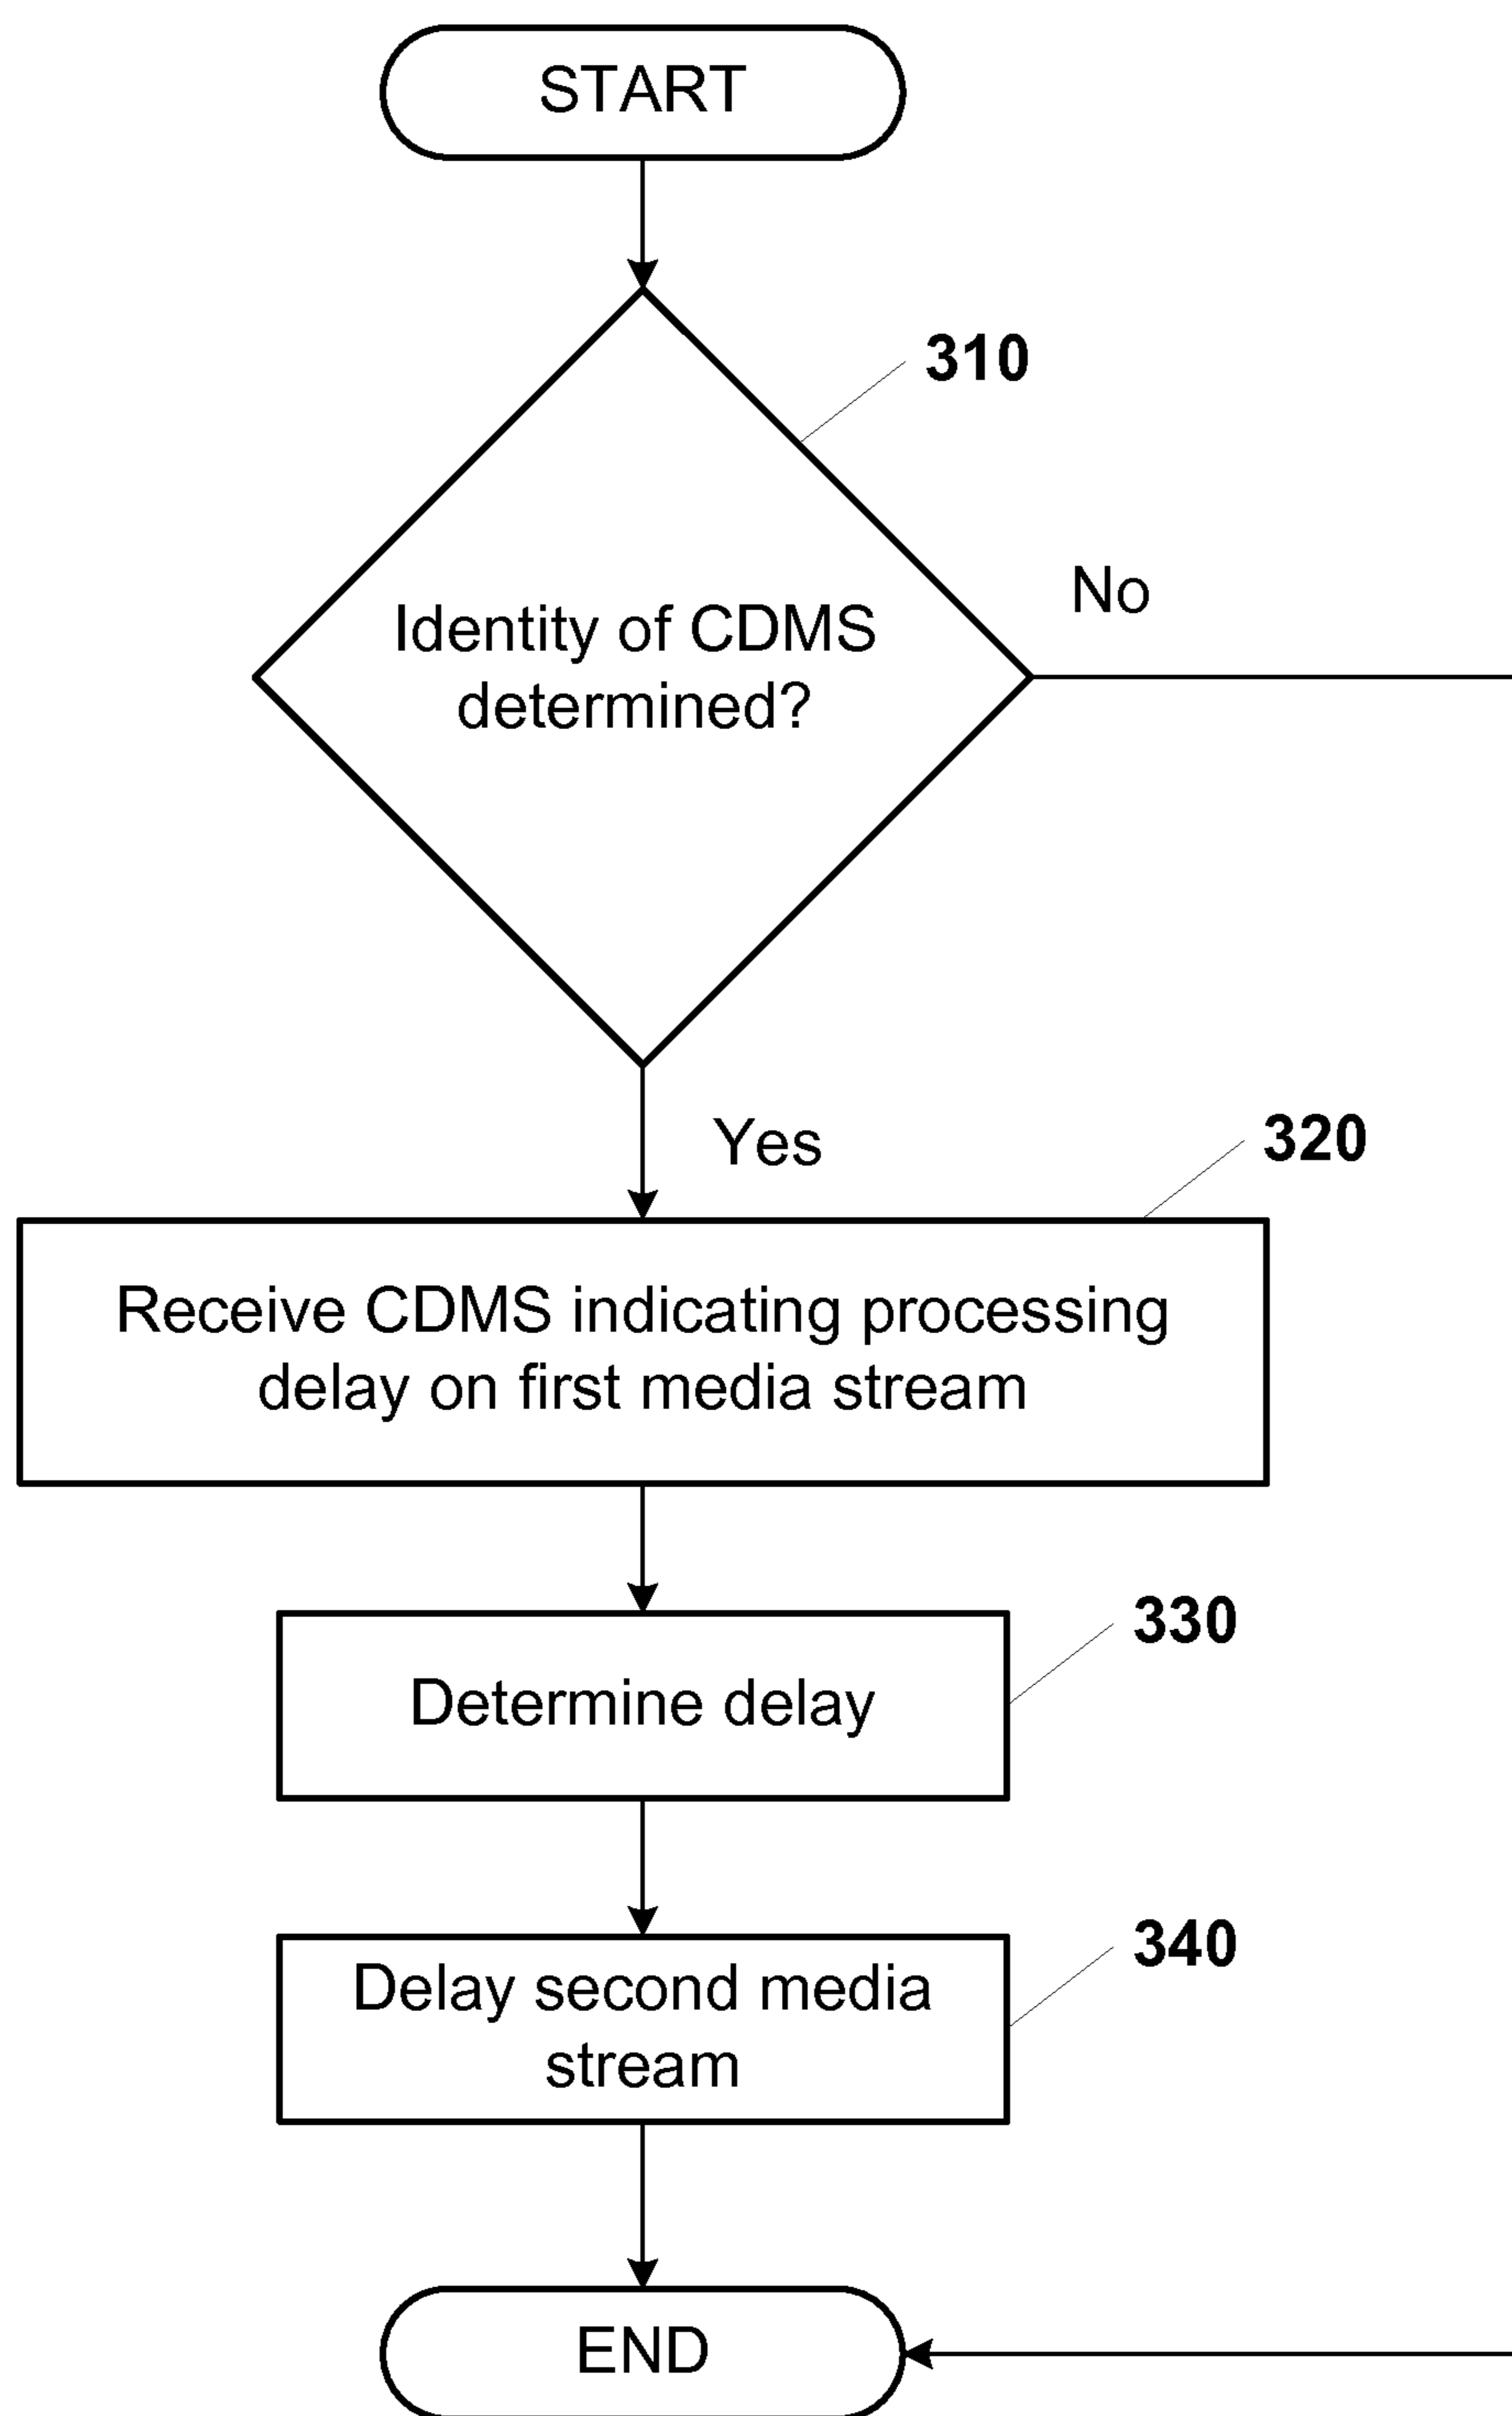 START
310
Identity of CDMS
determined?
No
Yes
320
Receive CDMS indicating processing
delay on first media stream
330
Determine delay
340
Delay second media
stream
END